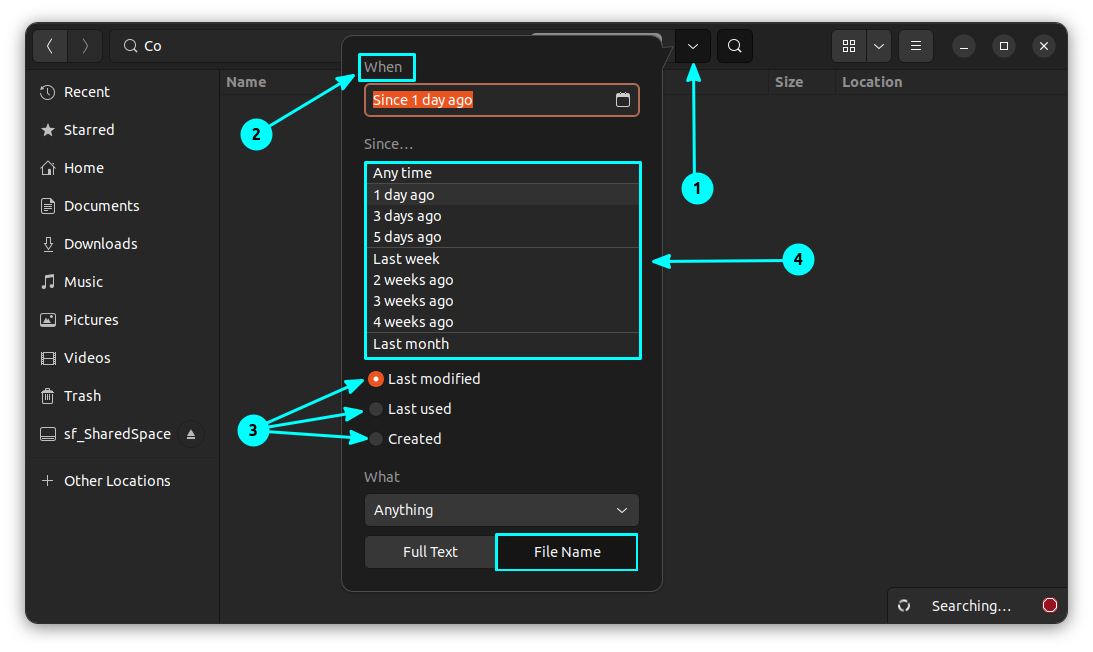 Co
When
Name
Size
Location
Since 1 day ago
Recent
Starred
Home
Documents
Downloads
Music
Pictures
Videos
Trash
sf_SharedSpace
Other Locations
Since...
Any time
1 day ago
3 days ago
5 days ago
Last week
2 weeks ago
3 weeks ago
4 weeks ago
Last month
Last modified
Last used
Created
What
Anything
Full Text
File Name
Searching...
1
2
3
4